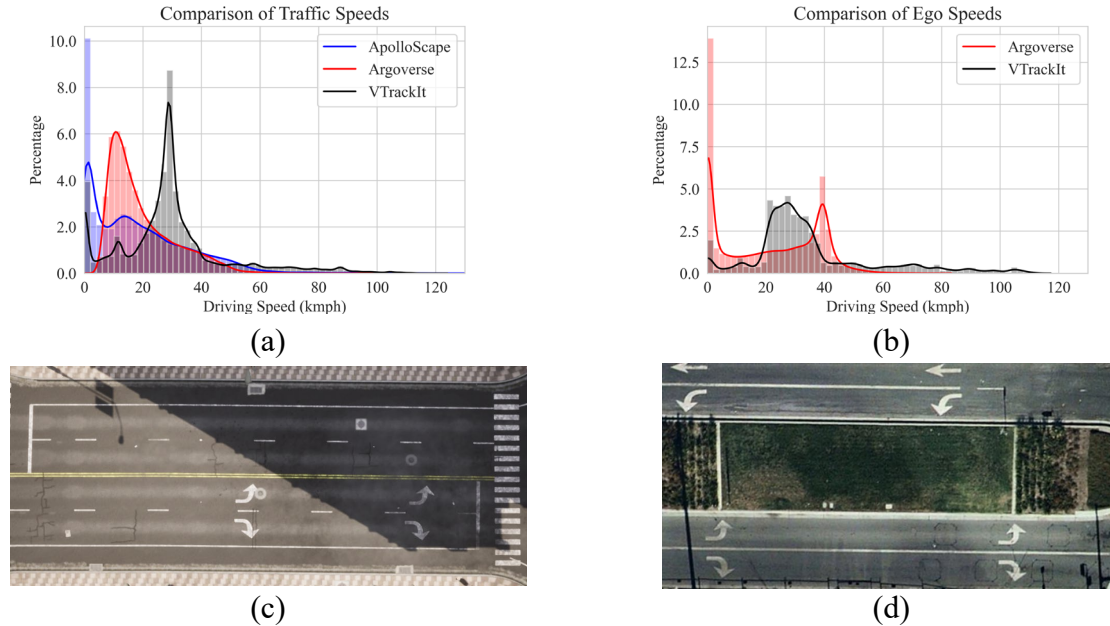 Comparison of Traffic Speeds
10.0
8.0
6.0
4.0
2.0
0.0
Percentage
ApolloScape
Argoverse
VTrackIt
0 20 40 60 80 100 120
Driving Speed (kmph)
(a)
Comparison of Ego Speeds
12.5
10.0
7.5
5.0
2.5
0.0
Percentage
Argoverse
VTrackIt
0 20 40 60 80 100 120
Driving Speed (kmph)
(b)
(c)
(d)